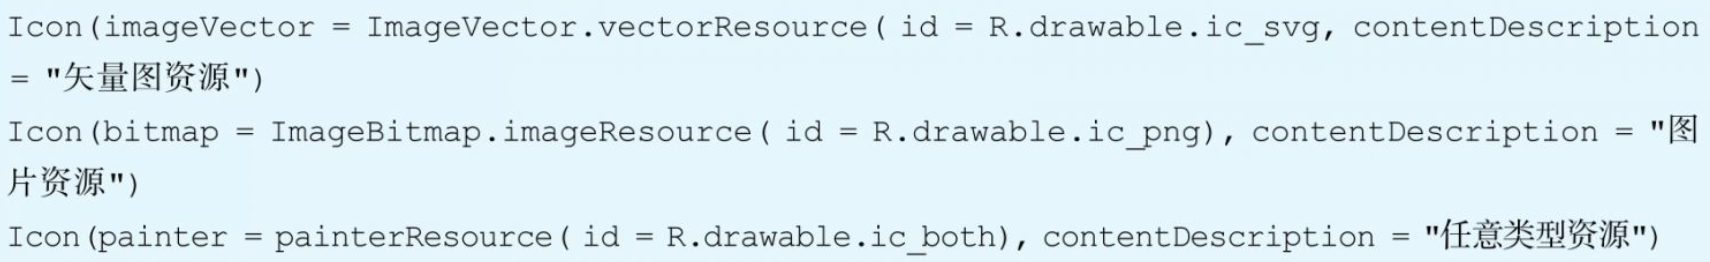 Icon(imageVector = ImageVector.vectorResource( id = R.drawable.ic_svg, contentDescription
= "矢量图资源")
Icon(bitmap = ImageBitmap.imageResource( id = R.drawable.ic_png), contentDescription = "图
片资源")
Icon(painter = painterResource( id = R.drawable.ic_both), contentDescription = "任意类型资源")